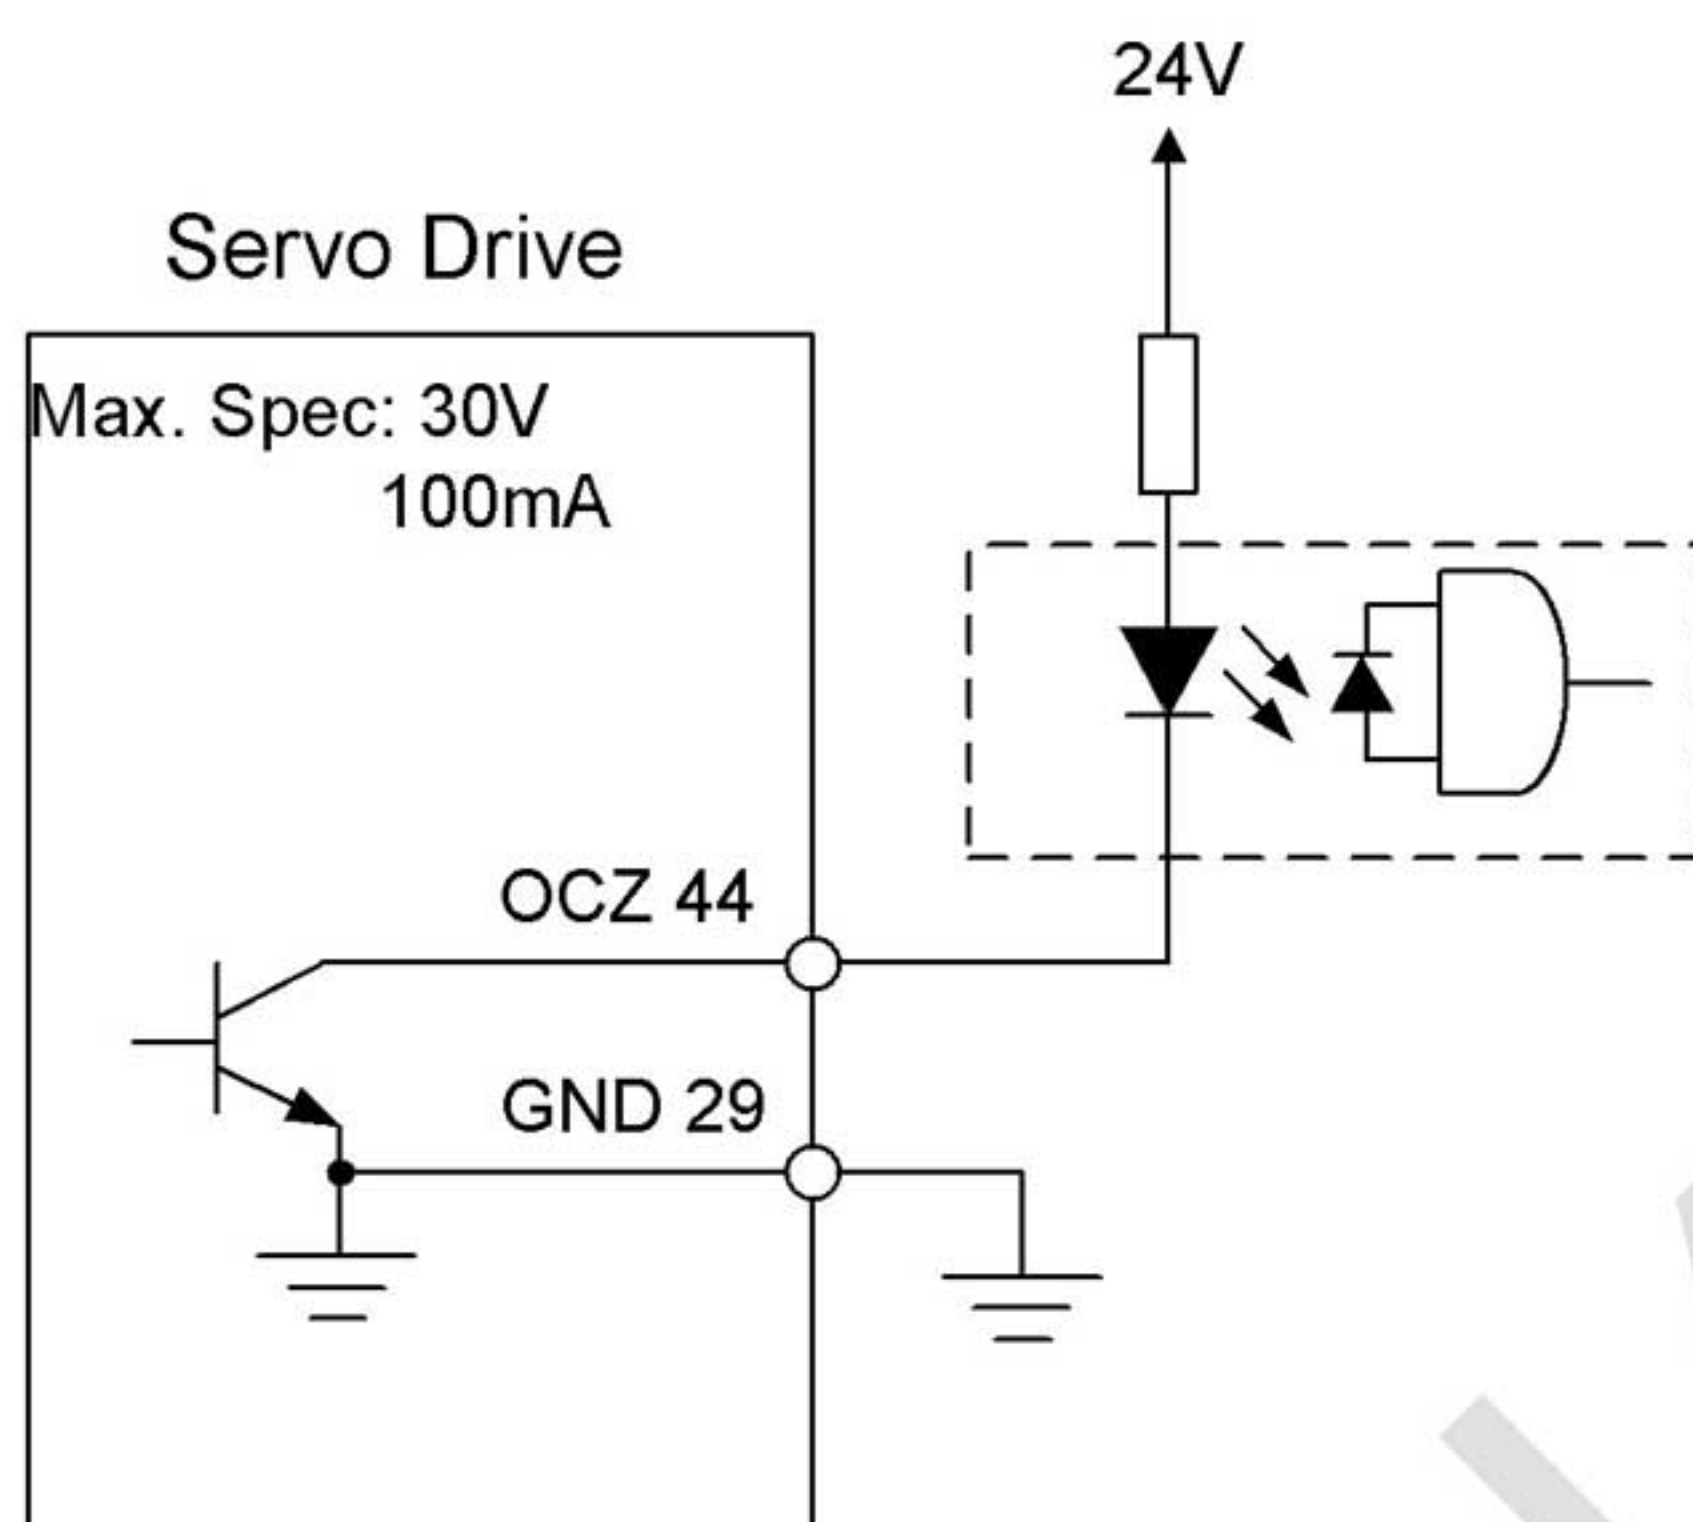 24V
Servo Drive
Max. Spec: 30V
100mA
OCZ 44
GND 29